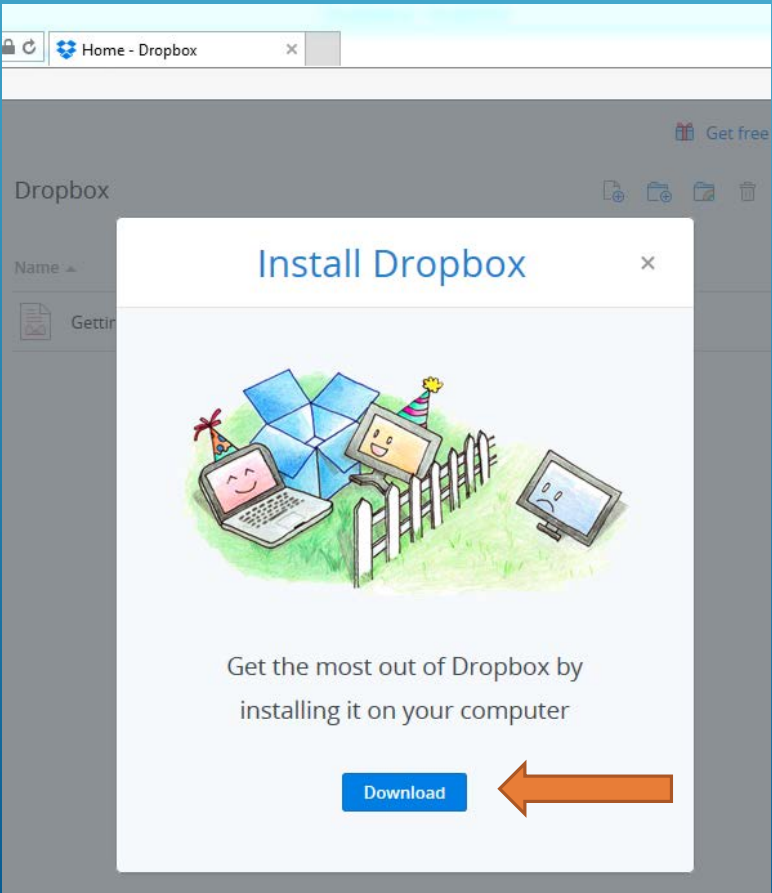 Home - Dropbox
Get free
Dropbox
Install Dropbox
Name
Gettin
Get the most out of Dropbox by
installing it on your computer
Download